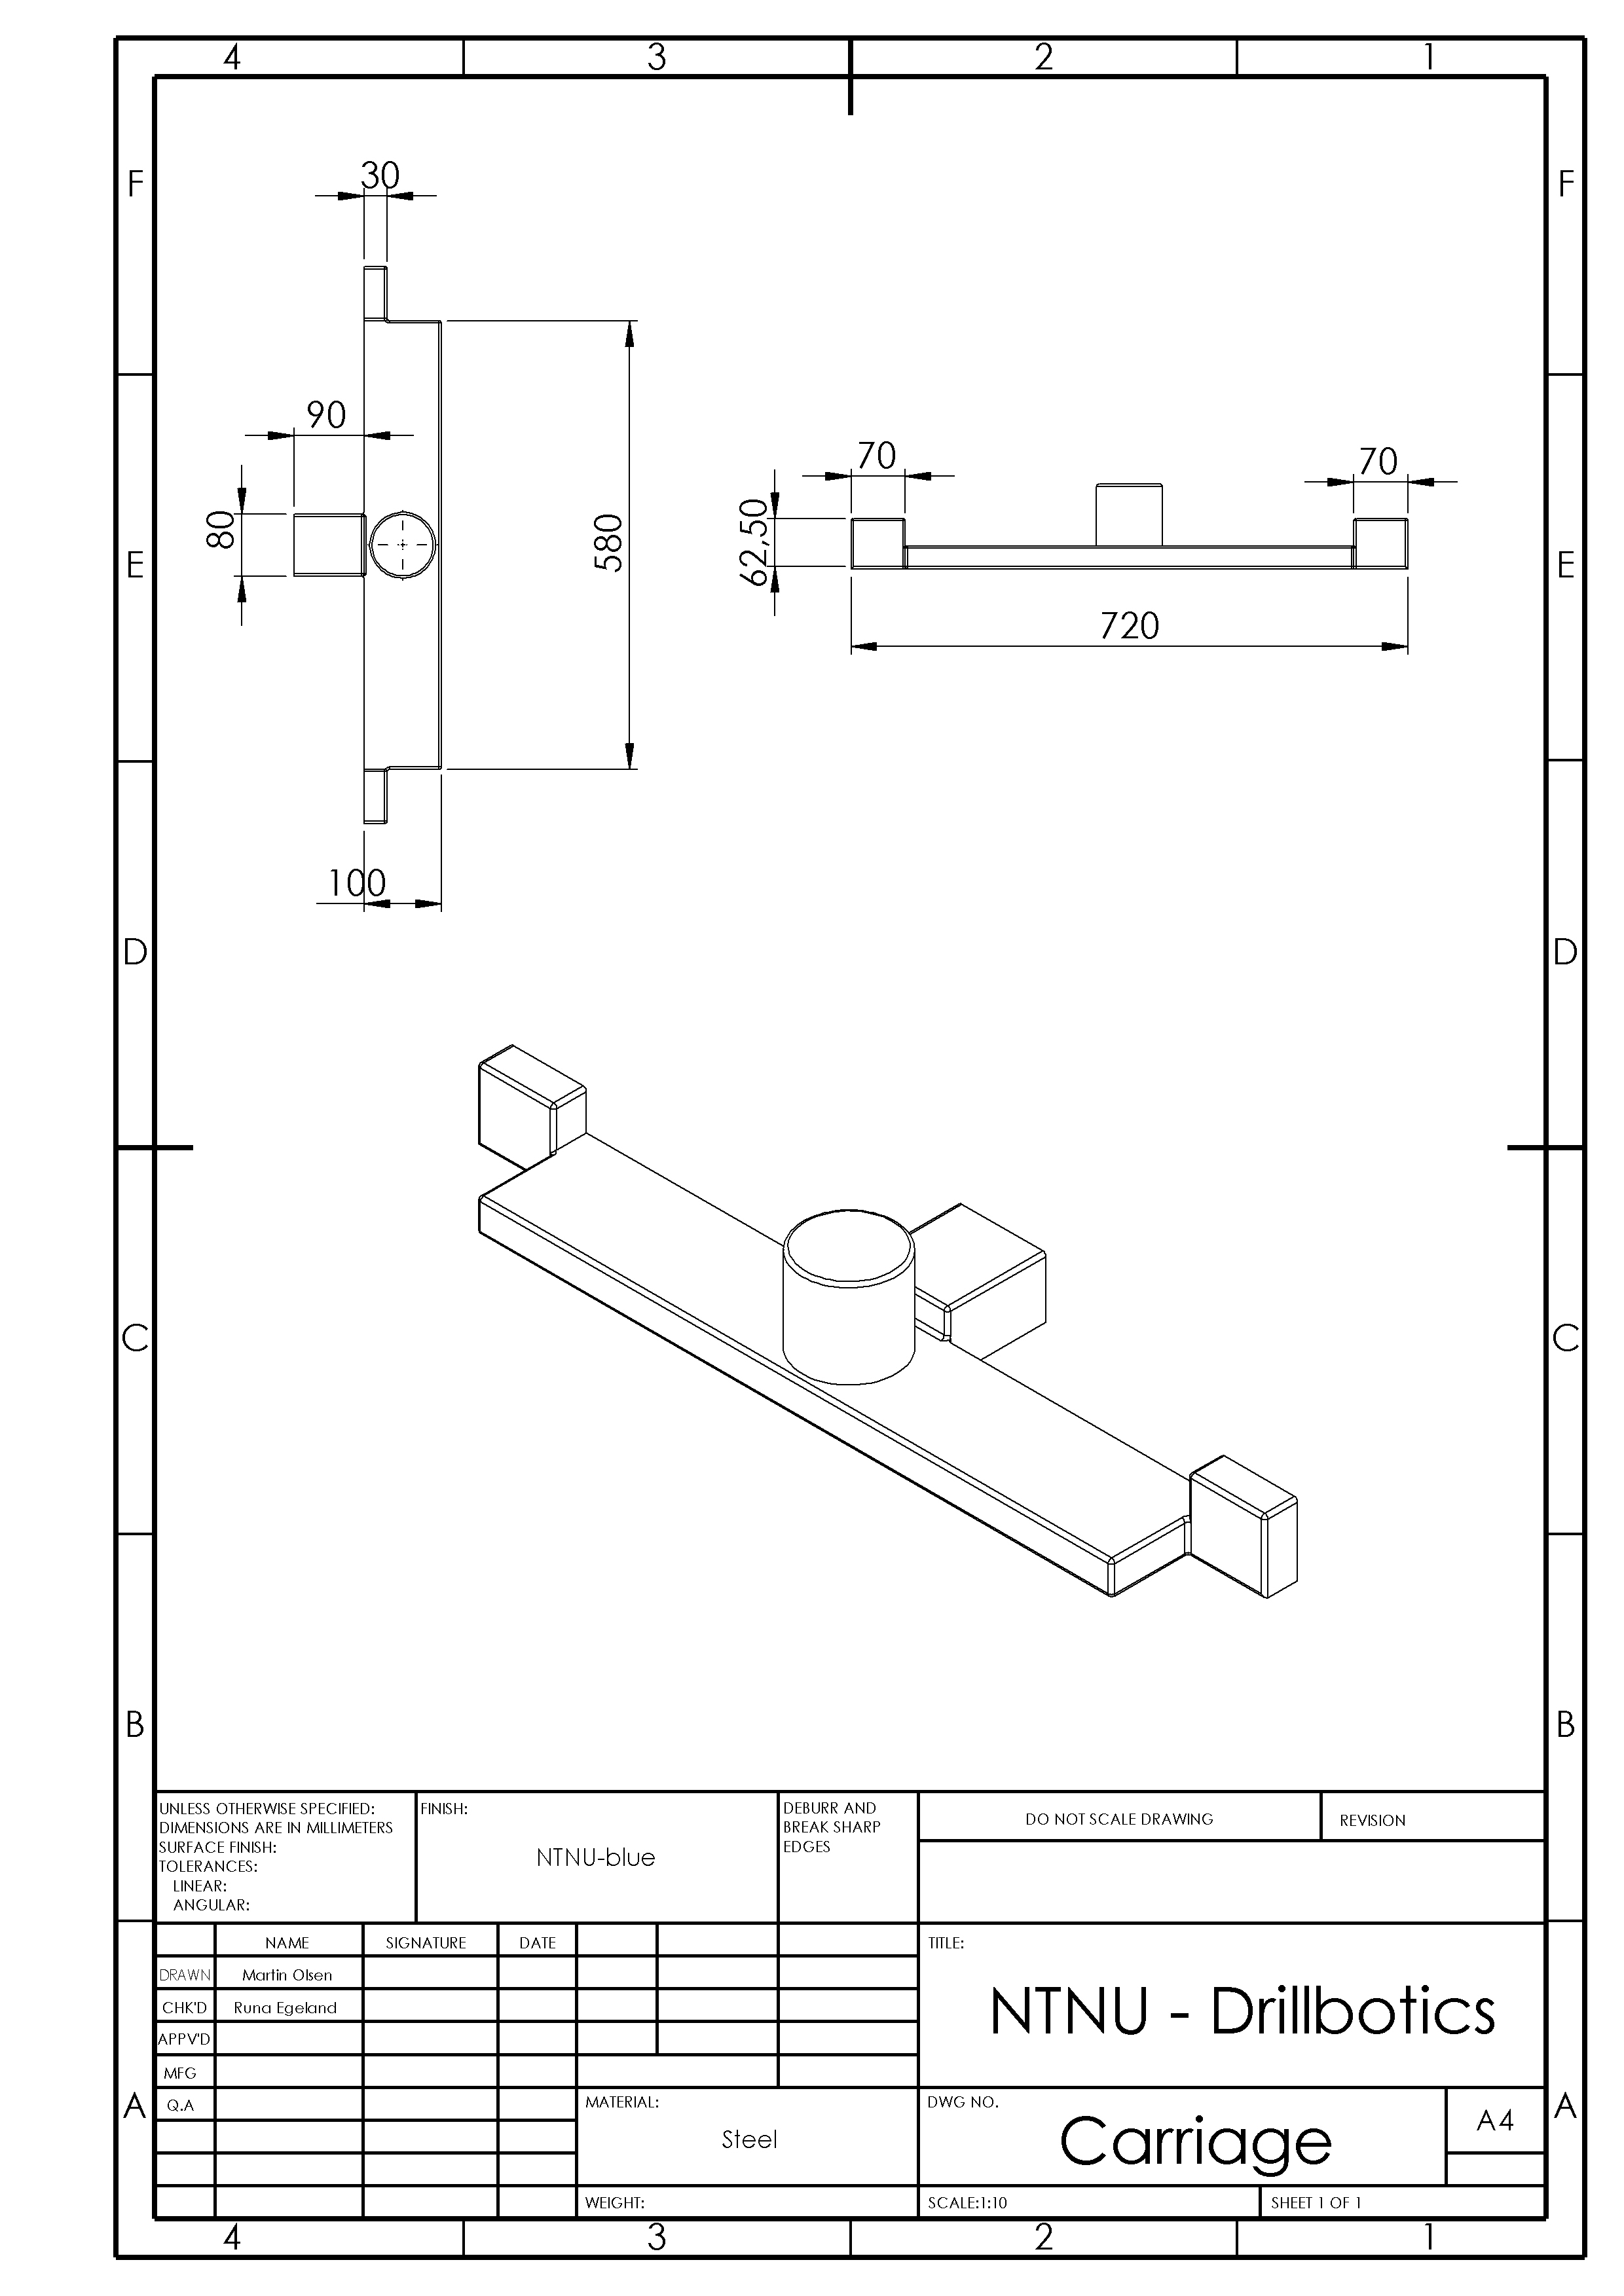 4 3 2 1
F F
30
90
80
580
70 70
62,50
720
E E
100
D D
C C
B B
UNLESS OTHERWISE SPECIFIED:
DIMENSIONS ARE IN MILLIMETERS
SURFACE FINISH:
TOLERANCES:
LINEAR:
ANGULAR:
FINISH:
NTNU-blue
DEBURR AND
BREAK SHARP
EDGES
DO NOT SCALE DRAWING
REVISION
NAME SIGNATURE DATE
DRAWN Martin Olsen
CHK'D Runa Egeland
APPV'D
MFG
Q.A
TITLE:
NTNU - Drillbotics
MATERIAL:
Steel
DWG NO.
Carriage
A4
A A
WEIGHT:
SCALE:1:10
SHEET 1 OF 1
4 3 2 1